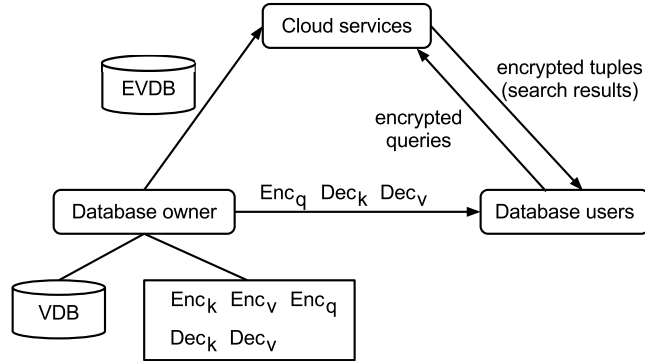 Cloud services
EVDB
encrypted tuples
(search results)
encrypted
queries
Enc_q Dec_k Dec_v
Database owner
Database users
VDB
Enc_k Enc_v Enc_q
Dec_k Dec_v